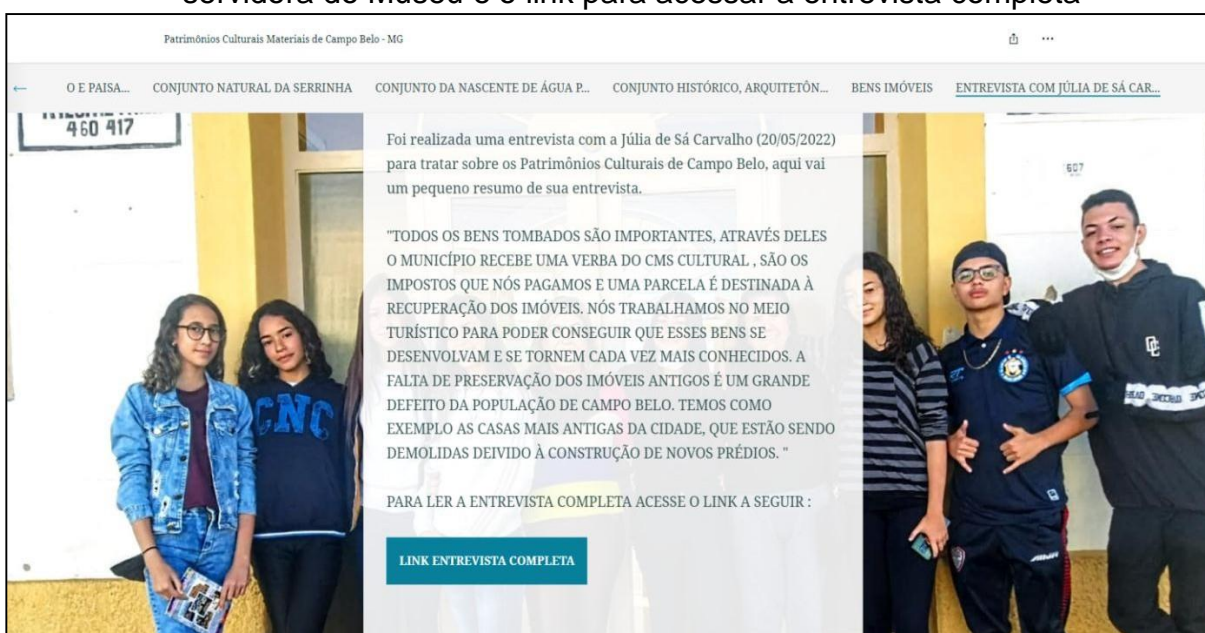 servidora do Museu e o link para acessar a entrevista completa
Patrimônios Culturais Materiais de Campo Belo - MG
← O E PAISA... CONJUNTO NATURAL DA SERRINHA CONJUNTO DA NASCENTE DE ÁGUA P... CONJUNTO HISTÓRICO, ARQUITETÔN... BENS IMÓVEIS ENTREVISTA COM JÚLIA DE SÁ CAR...
460 417
607
Foi realizada uma entrevista com a Júlia de Sá Carvalho (20/05/2022)
para tratar sobre os Patrimônios Culturais de Campo Belo, aqui vai
um pequeno resumo de sua entrevista.
"TODOS OS BENS TOMBADOS SÃO IMPORTANTES, ATRAVÉS DELES
O MUNICÍPIO RECEBE UMA VERBA DO CMS CULTURAL , SÃO OS
IMPOSTOS QUE NÓS PAGAMOS E UMA PARCELA É DESTINADA À
RECUPERAÇÃO DOS IMÓVEIS. NÓS TRABALHAMOS NO MEIO
TURÍSTICO PARA PODER CONSEGUIR QUE ESSES BENS SE
DESENVOLVAM E SE TORNEM CADA VEZ MAIS CONHECIDOS. A
FALTA DE PRESERVAÇÃO DOS IMÓVEIS ANTIGOS É UM GRANDE
DEFEITO DA POPULAÇÃO DE CAMPO BELO. TEMOS COMO
EXEMPLO AS CASAS MAIS ANTIGAS DA CIDADE, QUE ESTÃO SENDO
DEMOLIDAS DEIVIDO À CONSTRUÇÃO DE NOVOS PRÉDIOS. "
PARA LER A ENTREVISTA COMPLETA ACESSE O LINK A SEGUIR :
LINK ENTREVISTA COMPLETA
CNC